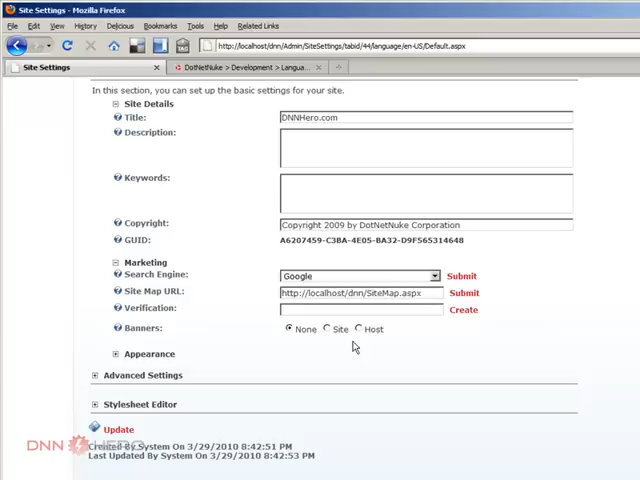 Site Settings - Mozilla Firefox
File Edit View History Delicious Bookmarks Tools Help Related Links
http://localhost/dnn/Admin/SiteSettings/tabid/44/language/en-US/Default.aspx
Site Settings
DotNetNuke > Development > Langua...
In this section, you can set up the basic settings for your site.
Site Details
Title: DNNHero.com
Description:
Keywords:
Copyright: Copyright 2009 by DotNetNuke Corporation
GUID: A6207459-C3BA-4E05-BA32-D9F565314648
Marketing
Search Engine: Google Submit
Site Map URL: http://localhost/dnn/SiteMap.aspx Submit
Verification: Create
Banners: None Site Host
Appearance
Advanced Settings
Stylesheet Editor
Update
DNN HERO
Created By System On 3/29/2010 8:42:51 PM
Last Updated By System On 3/29/2010 8:42:53 PM